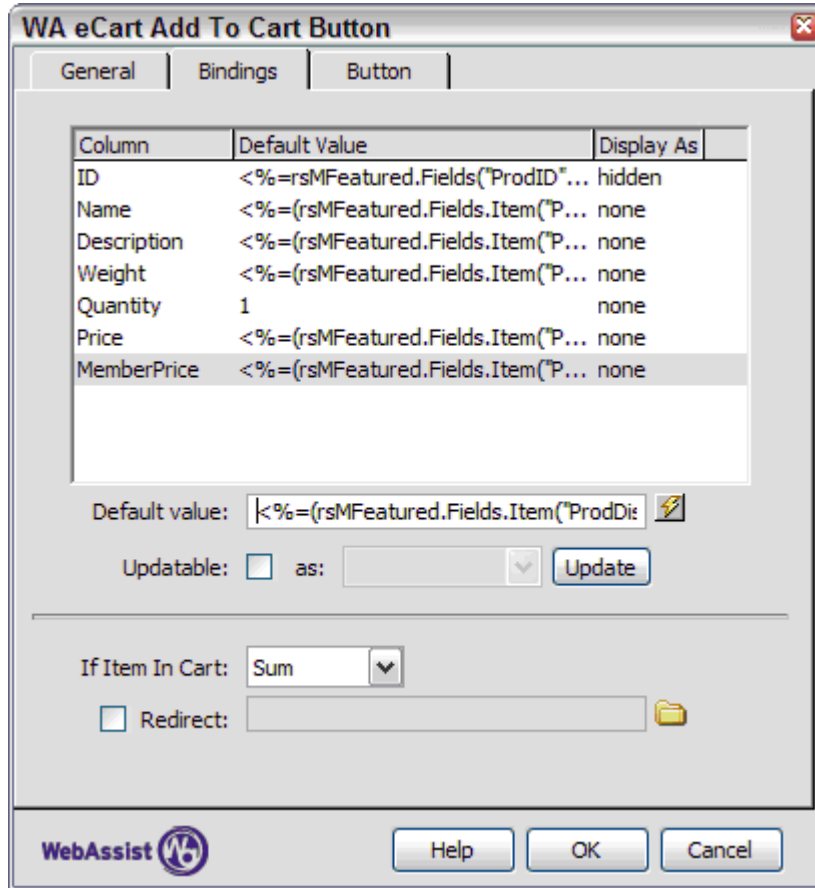 WA eCart Add To Cart Button
General Bindings Button
Column Default Value Display As
ID <%=rsMFeatured.Fields("ProdID"... hidden
Name <%=(rsMFeatured.Fields.Item("P... none
Description <%=(rsMFeatured.Fields.Item("P... none
Weight <%=(rsMFeatured.Fields.Item("P... none
Quantity 1 none
Price <%=(rsMFeatured.Fields.Item("P... none
MemberPrice <%=(rsMFeatured.Fields.Item("P... none
Default value: <%=(rsMFeatured.Fields.Item("ProdDis
Updatable: as: Update
If Item In Cart: Sum
Redirect:
WebAssist Help OK Cancel